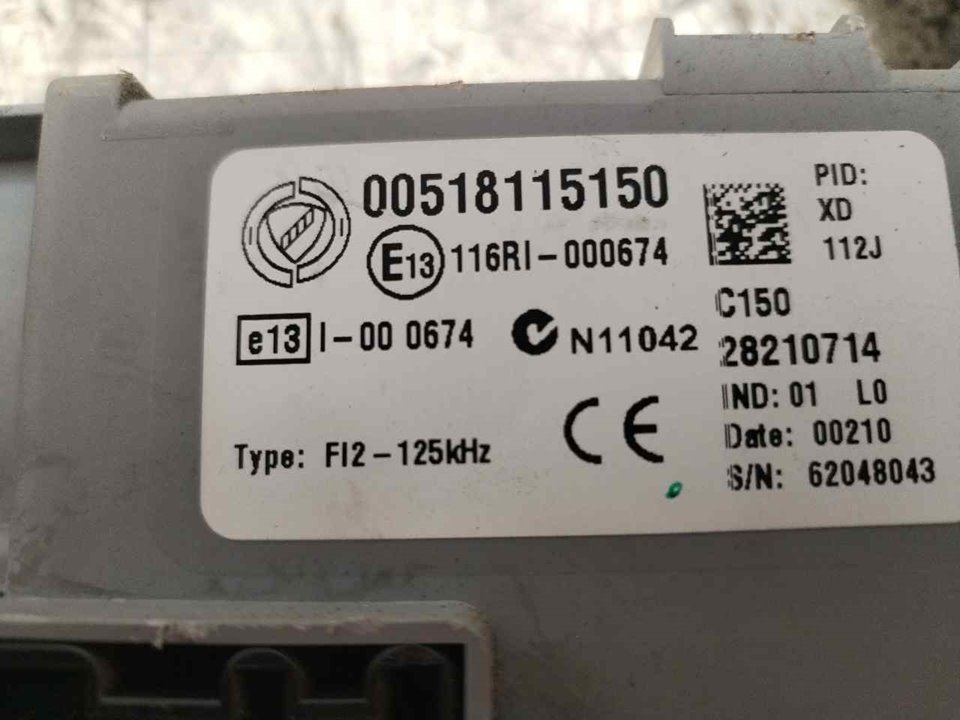 00518115150
E13 116RI-000674
e13 I-00 0674
N11042
Type: FI2-125kHz
CE
PID:
XD
112J
C150
28210714
IND: 01 L0
Date: 00210
S/N: 62048043